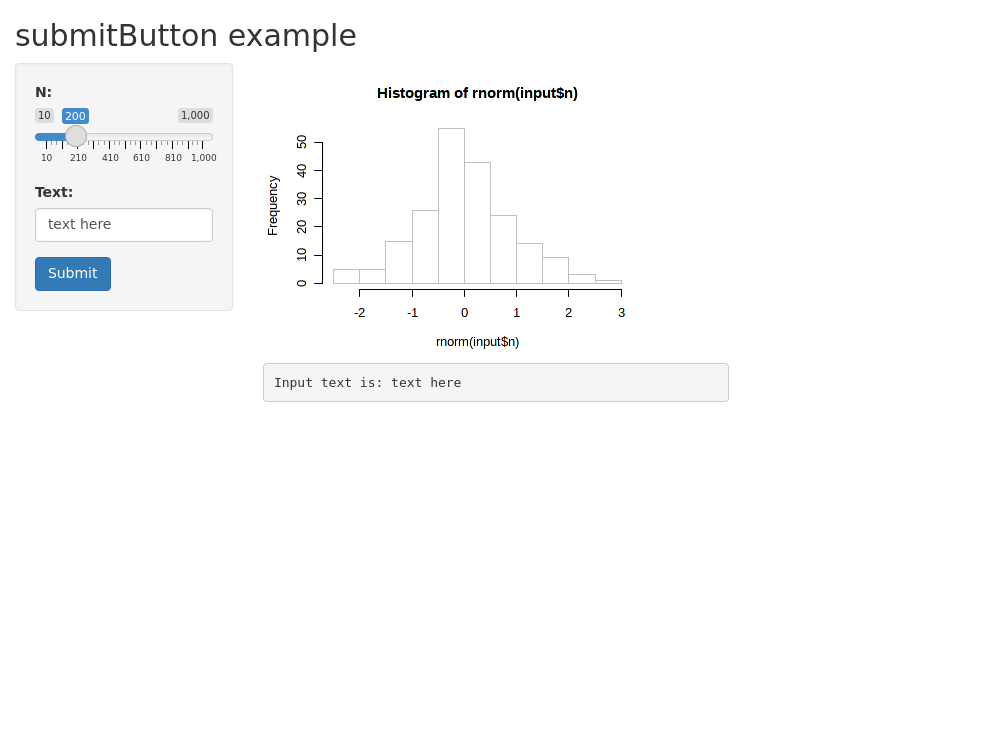 submitButton example
N:
10 200 1,000
10 210 410 610 810 1,000
Text:
text here
Submit
Histogram of rnorm(input$n)
Frequency
50
40
30
20
10
0
-2 -1 0 1 2 3
rnorm(input$n)
Input text is: text here